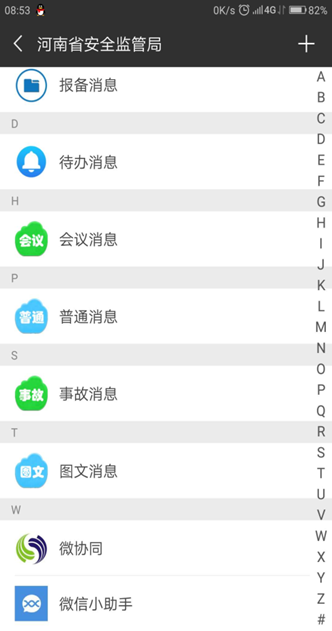 08:53 0K/s 4G 82%
河南省安全监管局
报备消息
D
待办消息
H
会议 会议消息
P
普通 普通消息
S
事故 事故消息
T
图文 图文消息
W
微协同
微信小助手
A
B
C
D
E
F
G
H
I
J
K
L
M
N
O
P
Q
R
S
T
U
V
W
X
Y
Z
#